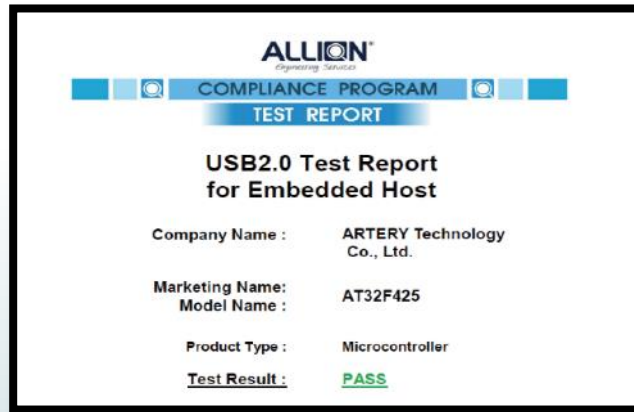 ALLION®
Engineering Services
COMPLIANCE PROGRAM
TEST REPORT
USB2.0 Test Report
for Embedded Host
Company Name : ARTERY Technology
Co., Ltd.
Marketing Name:
Model Name : AT32F425
Product Type : Microcontroller
Test Result : PASS